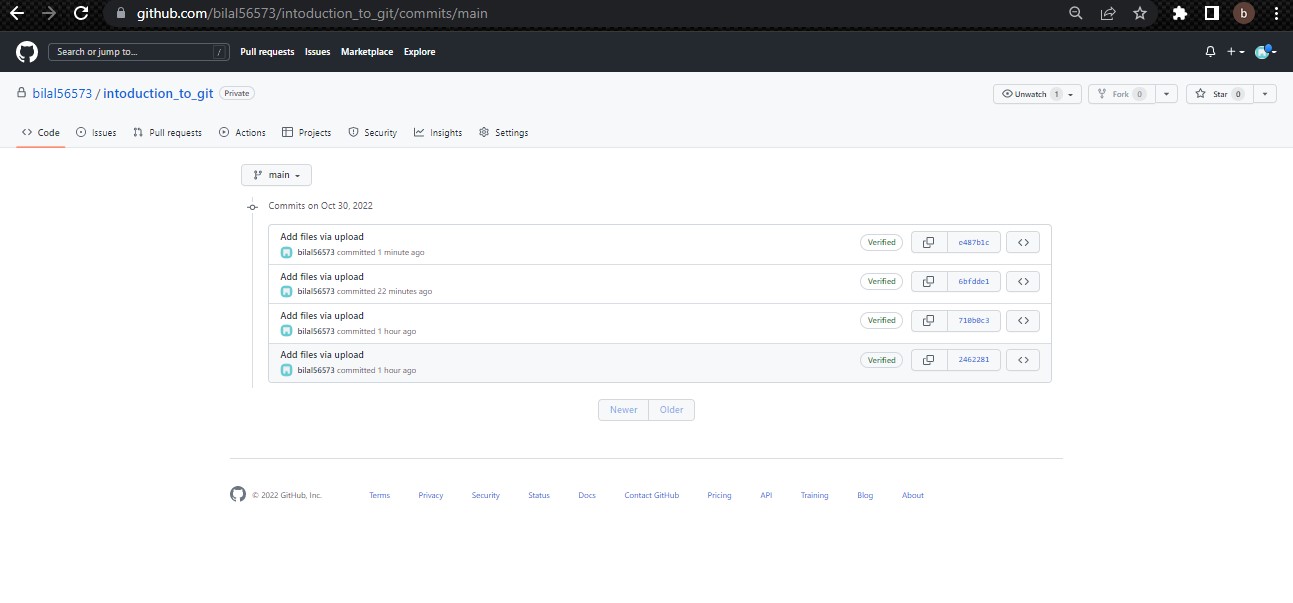 github.com/bilal56573/intoduction_to_git/commits/main
b
Search or jump to... /
Pull requests Issues Marketplace Explore
bilal56573 / intoduction_to_git Private
Unwatch 1 Fork 0 Star 0
Code Issues Pull requests Actions Projects Security Insights Settings
main
Commits on Oct 30, 2022
Add files via upload
bilal56573 committed 1 minute ago
Verified e487b1c
Add files via upload
bilal56573 committed 22 minutes ago
Verified 6bfdde1
Add files via upload
bilal56573 committed 1 hour ago
Verified 710b0c3
Add files via upload
bilal56573 committed 1 hour ago
Verified 2462281
Newer Older
© 2022 GitHub, Inc. Terms Privacy Security Status Docs Contact GitHub Pricing API Training Blog About